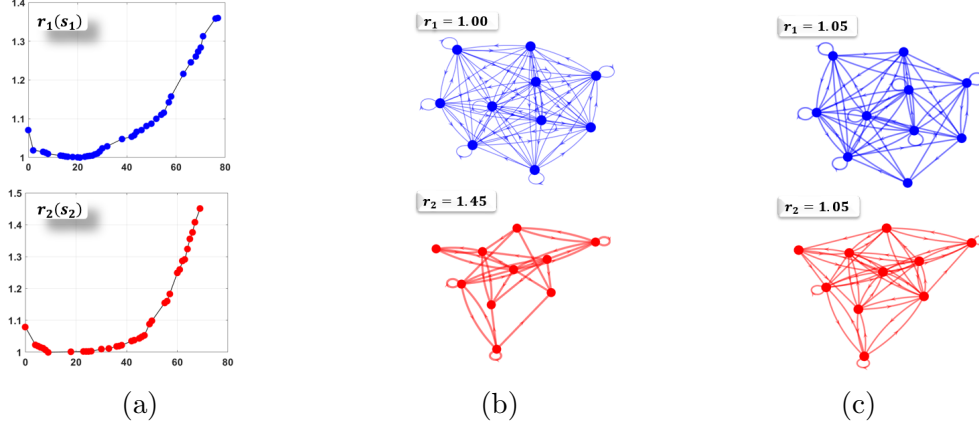 r₁(s₁)
1.4
1.3
1.2
1.1
1
0 20 40 60 80
r₂(s₂)
1.5
1.4
1.3
1.2
1.1
1
0 20 40 60 80
(a)
r₁ = 1.00
r₂ = 1.45
(b)
r₁ = 1.05
r₂ = 1.05
(c)